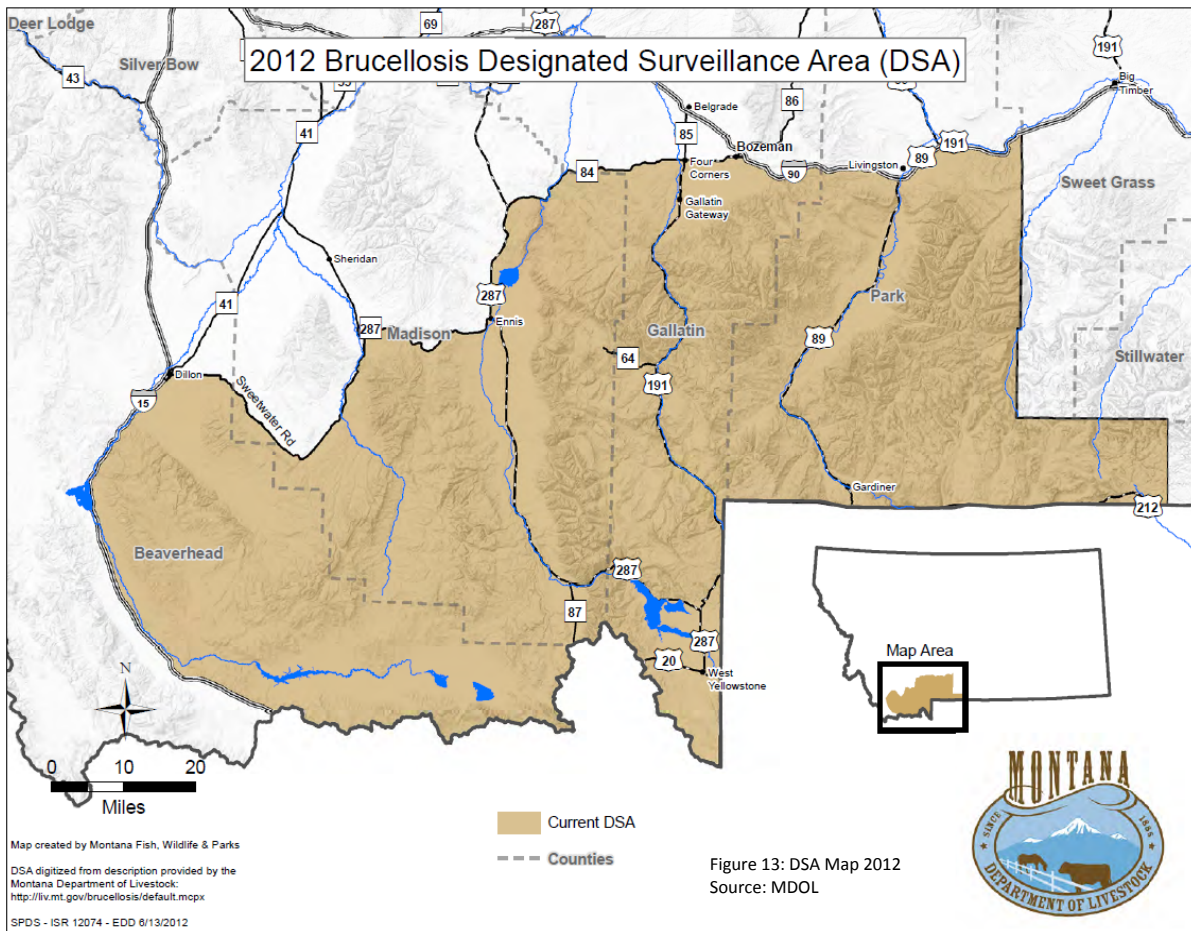 Deer Lodge
69
287
2012 Brucellosis Designated Surveillance Area (DSA)
191
Silver Bow
43
Big
Timber
Belgrade
86
41
85
Bozeman
84
Four
Corners
90
Livingston
89
191
Sweet Grass
Gallatin
Gateway
Sheridan
287
41
Park
287
Madison
Ennis
Gallatin
89
64
Stillwater
191
Dillon
15
Sweetwater Rd
Gardiner
212
Beaverhead
287
87
287
20
West
Yellowstone
Map Area
N
0 10 20
Miles
MONTANA
SINCE 1885
DEPARTMENT OF LIVESTOCK
Current DSA
Counties
Map created by Montana Fish, Wildlife & Parks
DSA digitized from description provided by the
Montana Department of Livestock:
http://liv.mt.gov/brucellosis/default.mcpx
SPDS - ISR 12074 - EDD 6/13/2012
Figure 13: DSA Map 2012
Source: MDOL